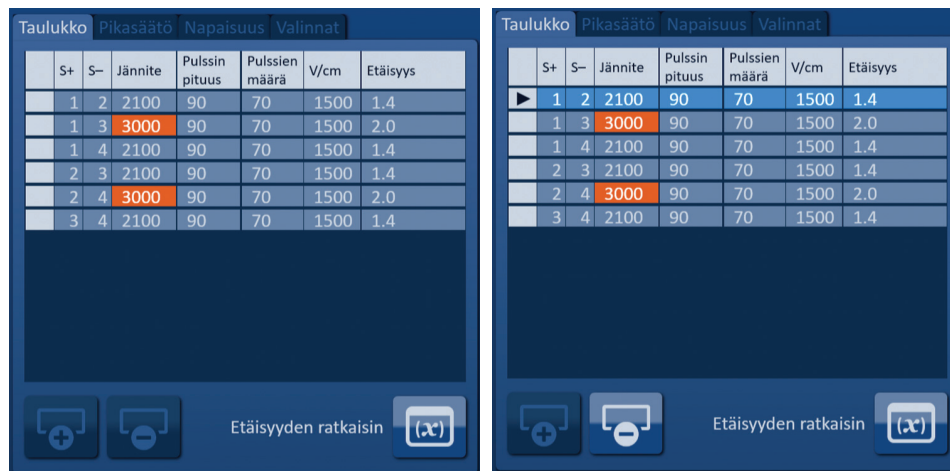 Taulukko Pikasäätö Napaisuus Valinnat
S+ S– Jännite Pulssin pituus Pulssien määrä V/cm Etäisyys
1 2 2100 90 70 1500 1.4
1 3 3000 90 70 1500 2.0
1 4 2100 90 70 1500 1.4
2 3 2100 90 70 1500 1.4
2 4 3000 90 70 1500 2.0
3 4 2100 90 70 1500 1.4
Etäisyyden ratkaisin (x)
Taulukko Pikasäätö Napaisuus Valinnat
S+ S– Jännite Pulssin pituus Pulssien määrä V/cm Etäisyys
1 2 2100 90 70 1500 1.4
1 3 3000 90 70 1500 2.0
1 4 2100 90 70 1500 1.4
2 3 2100 90 70 1500 1.4
2 4 3000 90 70 1500 2.0
3 4 2100 90 70 1500 1.4
Etäisyyden ratkaisin (x)